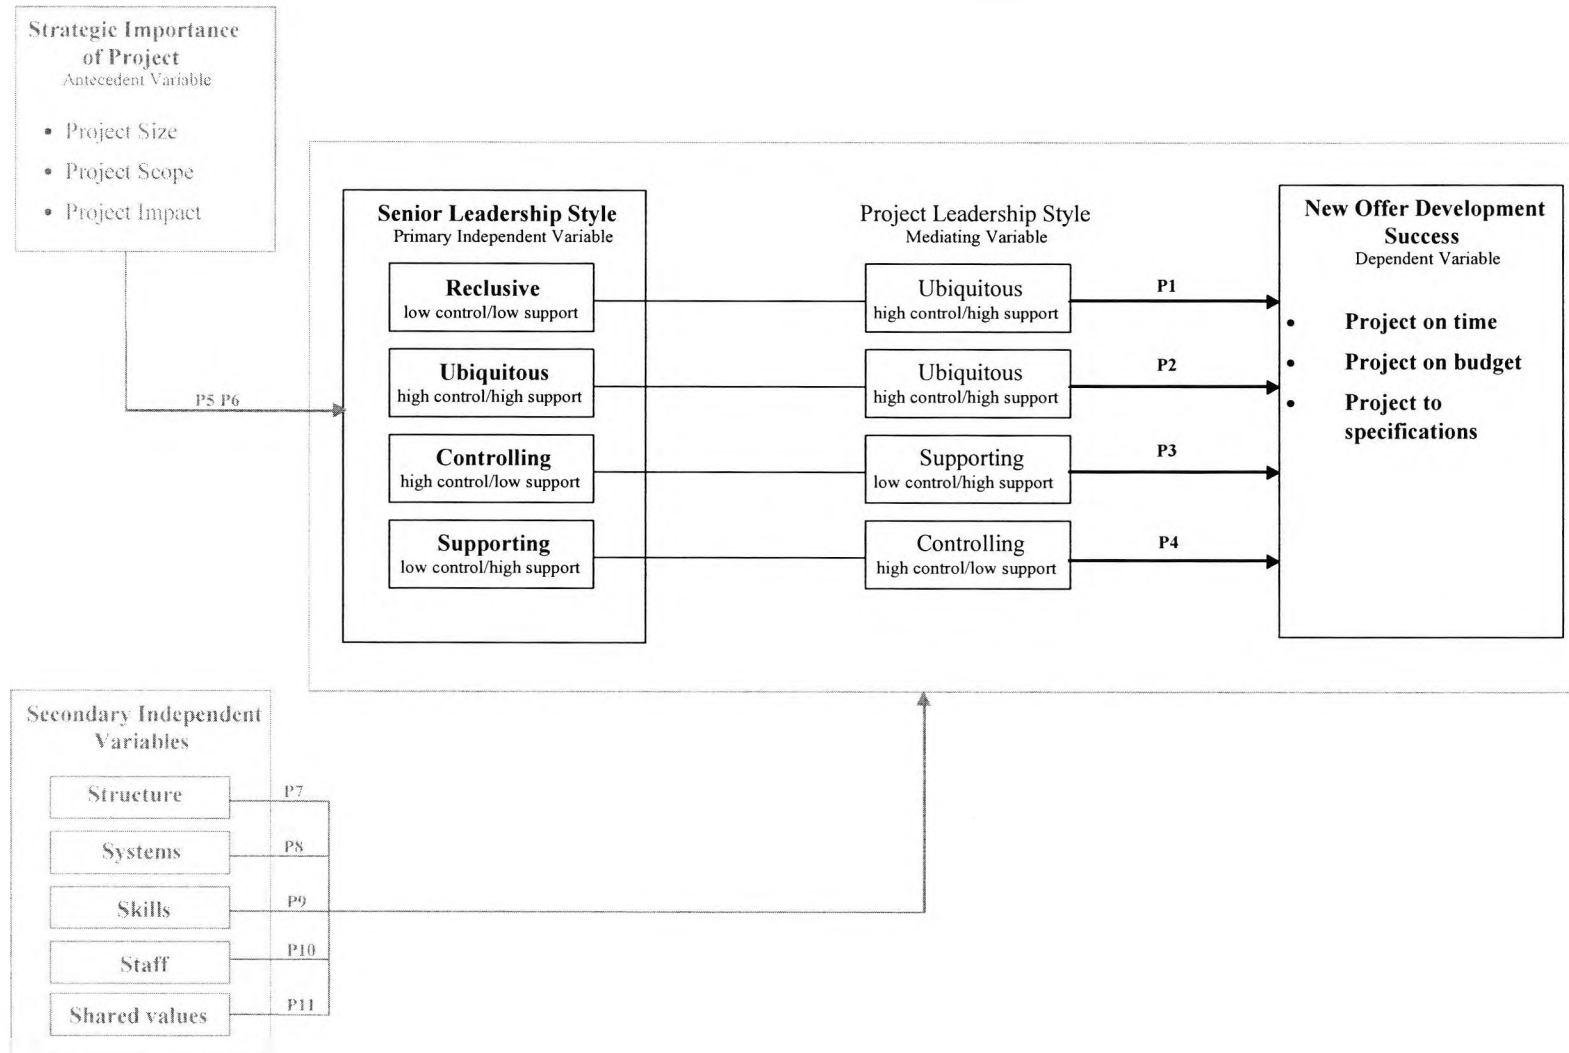 Strategic Importance
of Project
Antecedent Variable
• Project Size
• Project Scope
• Project Impact
P5 P6
Senior Leadership Style
Primary Independent Variable
Reclusive
low control/low support
Ubiquitous
high control/high support
Controlling
high control/low support
Supporting
low control/high support
Project Leadership Style
Mediating Variable
Ubiquitous
high control/high support
Ubiquitous
high control/high support
Supporting
low control/high support
Controlling
high control/low support
P1
P2
P3
P4
New Offer Development
Success
Dependent Variable
• Project on time
• Project on budget
• Project to
specifications
Secondary Independent
Variables
Structure
Systems
Skills
Staff
Shared values
P7
P8
P9
P10
P11